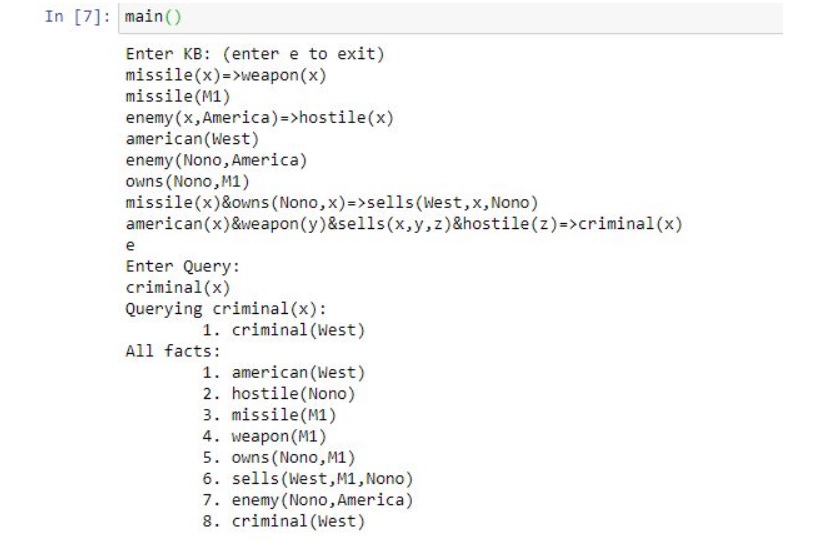 In [7]: main()
Enter KB: (enter e to exit)
missile(x)=>weapon(x)
missile(M1)
enemy(x,America)=>hostile(x)
american(West)
enemy(Nono,America)
owns(Nono,M1)
missile(x)&owns(Nono,x)=>sells(West,x,Nono)
american(x)&weapon(y)&sells(x,y,z)&hostile(z)=>criminal(x)
e
Enter Query:
criminal(x)
Querying criminal(x):
1. criminal(West)
All facts:
1. american(West)
2. hostile(Nono)
3. missile(M1)
4. weapon(M1)
5. owns(Nono,M1)
6. sells(West,M1,Nono)
7. enemy(Nono,America)
8. criminal(West)